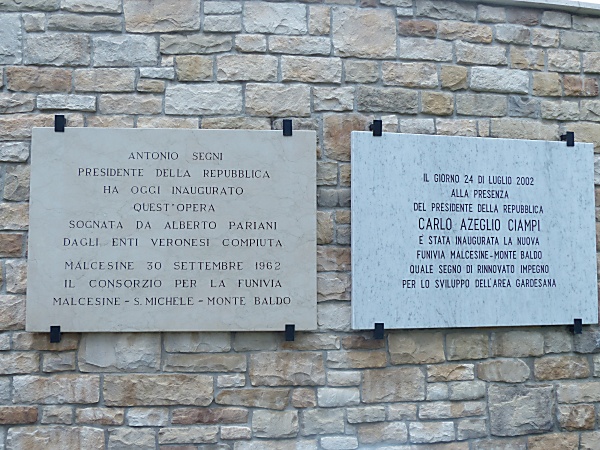 ANTONIO SEGNI
PRESIDENTE DELLA REPUBBLICA
HA OGGI INAUGURATO
QUEST'OPERA
SOGNATA DA ALBERTO PARIANI
DAGLI ENTI VERONESI COMPIUTA
MALCESINE 30 SETTEMBRE 1962
IL CONSORZIO PER LA FUNIVIA
MALCESINE - S. MICHELE - MONTE BALDO
IL GIORNO 24 DI LUGLIO 2002
ALLA PRESENZA
DEL PRESIDENTE DELLA REPUBBLICA
CARLO AZEGLIO CIAMPI
E STATA INAUGURATA LA NUOVA
FUNIVIA MALCESINE-MONTE BALDO
QUALE SEGNO DI RINNOVATO IMPEGNO
PER LO SVILUPPO DELL'AREA GARDESANA